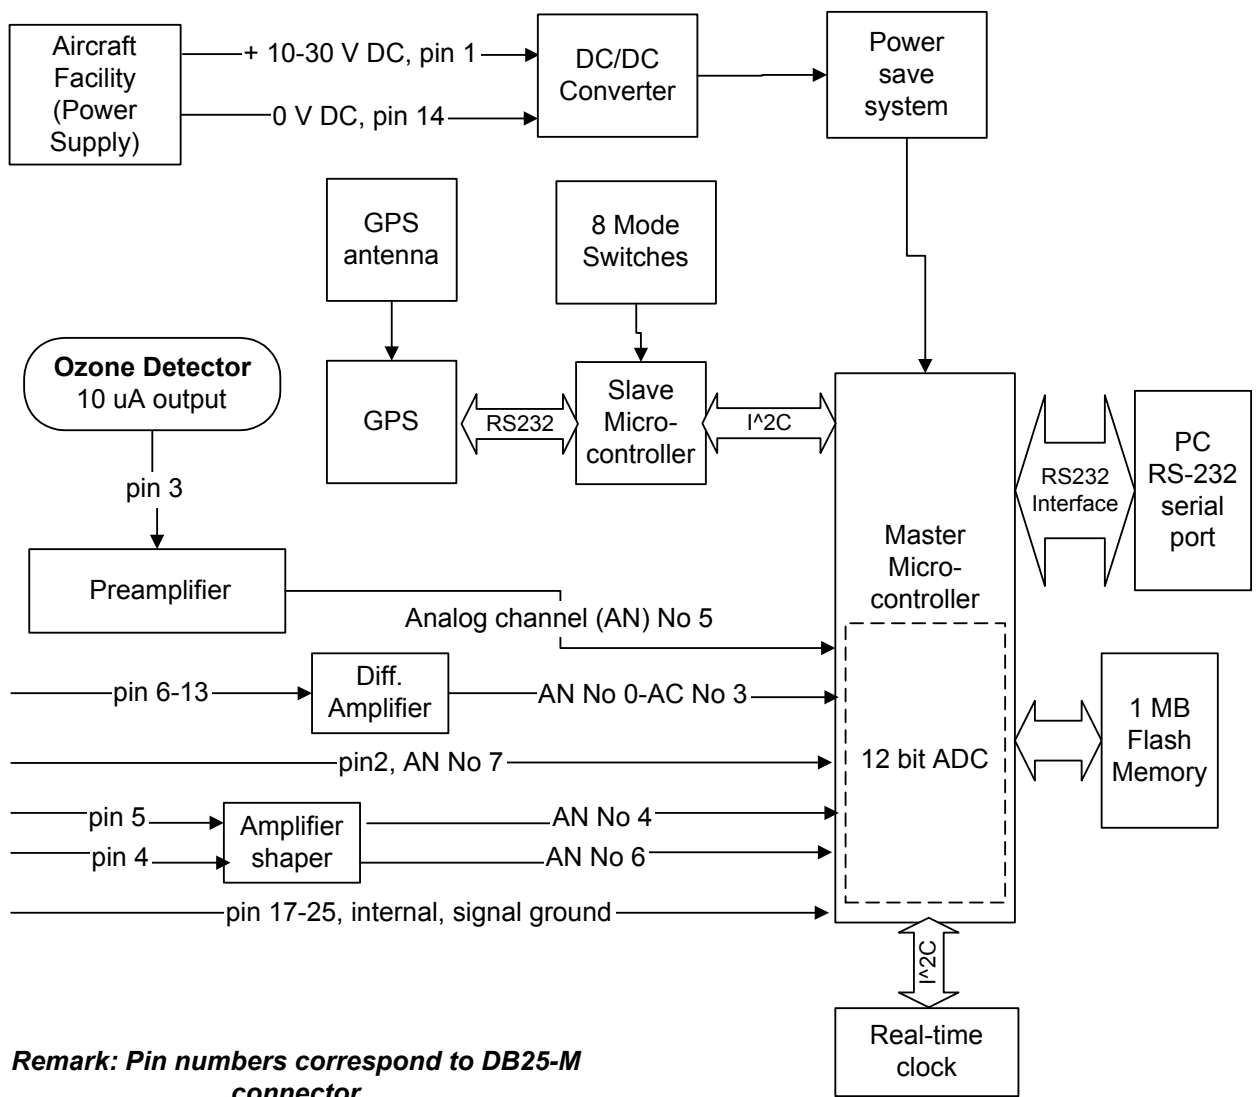 Aircraft
Facility
(Power
Supply)
+ 10-30 V DC, pin 1
0 V DC, pin 14
DC/DC
Converter
Power
save
system
GPS
antenna
8 Mode
Switches
Ozone Detector
10 uA output
GPS
RS232
Slave
Micro-
controller
I^2C
pin 3
Preamplifier
Analog channel (AN) No 5
Master
Micro-
controller
RS232
Interface
PC
RS-232
serial
port
pin 6-13
Diff.
Amplifier
AN No 0-AC No 3
pin2, AN No 7
12 bit ADC
1 MB
Flash
Memory
pin 5
pin 4
Amplifier
shaper
AN No 4
AN No 6
pin 17-25, internal, signal ground
I^2C
Real-time
clock
Remark: Pin numbers correspond to DB25-M
connector